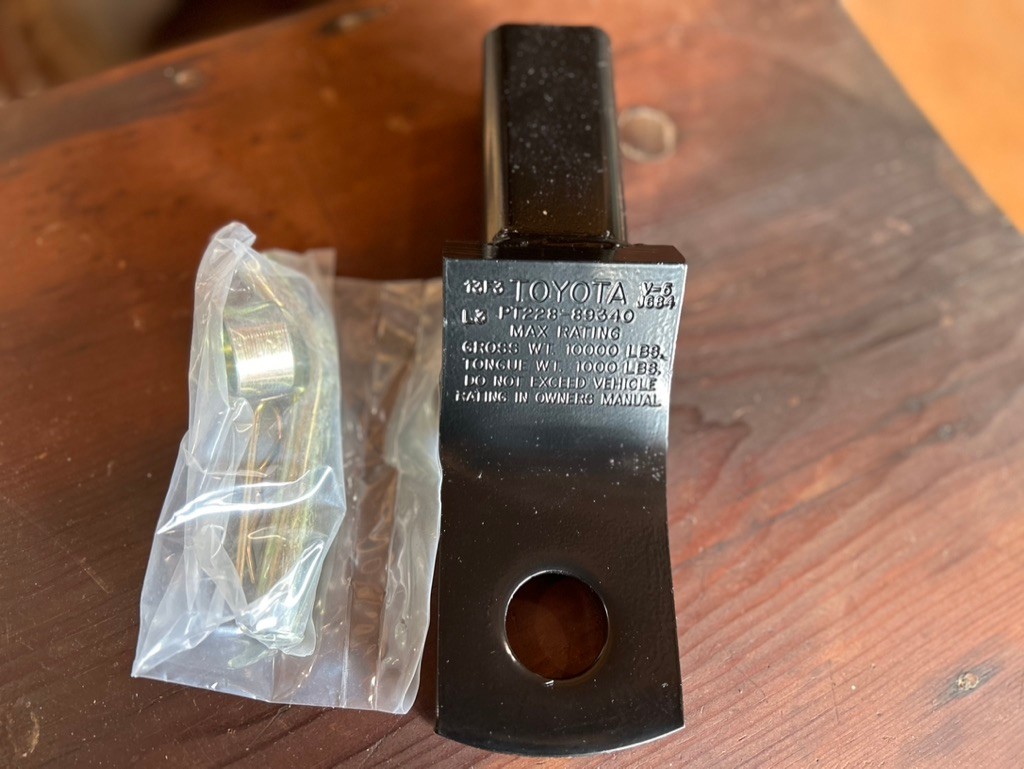 1213 TOYOTA V-5
J684
L3 PT228-89340
MAX RATING
GROSS WT. 10000 LBS.
TONGUE WT. 1000 LBS.
DO NOT EXCEED VEHICLE
RATING IN OWNERS MANUAL